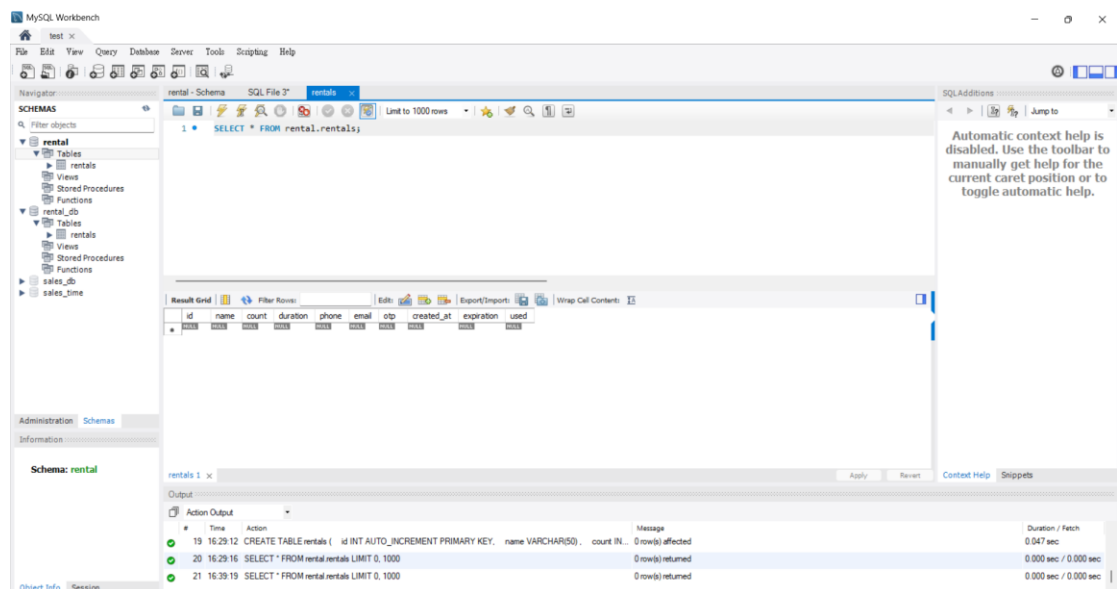 MySQL Workbench
test ×
File Edit View Query Database Server Tools Scripting Help
Navigator
SCHEMAS
Filter objects
rental
Tables
rentals
Views
Stored Procedures
Functions
rental_db
Tables
rentals
Views
Stored Procedures
Functions
sales_db
sales_time
Administration Schemas
Information
Schema: rental
Object Info Session
rental - Schema SQL File 3* rentals ×
Limit to 1000 rows
1 SELECT * FROM rental.rentals;
Result Grid Filter Rows: Edit: Export/Import: Wrap Cell Content:
id name count duration phone email otp created_at expiration used
NULL NULL NULL NULL NULL NULL NULL NULL NULL NULL
rentals 1 × Apply Revert
Output
Action Output
# Time Action Message Duration / Fetch
19 16:29:12 CREATE TABLE rentals ( id INT AUTO_INCREMENT PRIMARY KEY, name VARCHAR(50), count IN... 0 row(s) affected 0.047 sec
20 16:29:16 SELECT * FROM rental.rentals LIMIT 0, 1000 0 row(s) returned 0.000 sec / 0.000 sec
21 16:39:19 SELECT * FROM rental.rentals LIMIT 0, 1000 0 row(s) returned 0.000 sec / 0.000 sec
SQLAdditions
Jump to
Automatic context help is
disabled. Use the toolbar to
manually get help for the
current caret position or to
toggle automatic help.
Context Help Snippets